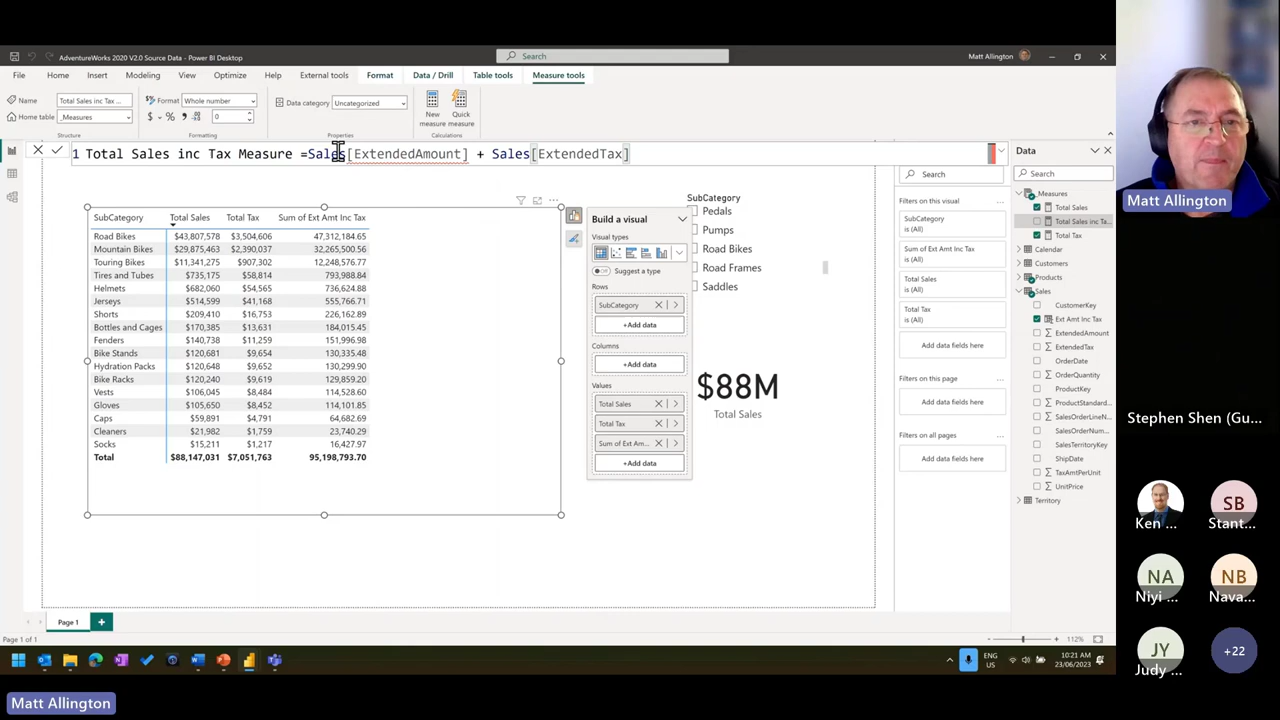 AdventureWorks 2020 V2.0 Source Data - Power BI Desktop
Search
Matt Allington
File
Home
Insert
Modeling
View
Optimize
Help
External tools
Format
Data / Drill
Table tools
Measure tools
Name
Total Sales inc Tax ...
Format
Whole number
Data category
Uncategorized
Home table
_Measures
$
%
0
New measure
Quick measure
Structure
Formatting
Properties
Calculations
1 Total Sales inc Tax Measure =Sales[ExtendedAmount] + Sales[ExtendedTax]
SubCategory Total Sales Total Tax Sum of Ext Amt Inc Tax
Road Bikes $43,807,578 $3,504,606 47,312,184.65
Mountain Bikes $29,875,463 $2,390,037 32,265,500.56
Touring Bikes $11,341,275 $907,302 12,248,576.77
Tires and Tubes $735,175 $58,814 793,988.84
Helmets $682,060 $54,565 736,624.88
Jerseys $514,599 $41,168 555,766.71
Shorts $209,410 $16,753 226,162.89
Bottles and Cages $170,385 $13,631 184,015.45
Fenders $140,738 $11,259 151,996.98
Bike Stands $120,681 $9,654 130,335.48
Hydration Packs $120,648 $9,652 130,299.90
Bike Racks $120,240 $9,619 129,859.20
Vests $106,045 $8,484 114,528.60
Gloves $105,650 $8,452 114,101.85
Caps $59,891 $4,791 64,682.69
Cleaners $21,982 $1,759 23,740.29
Socks $15,211 $1,217 16,427.97
Total $88,147,031 $7,051,763 95,198,793.70
Build a visual
Visual types
Suggest a type
Rows
SubCategory
+Add data
Columns
+Add data
Values
Total Sales
Total Tax
Sum of Ext Am...
+Add data
SubCategory
Pedals
Pumps
Road Bikes
Road Frames
Saddles
$88M
Total Sales
Search
Filters on this visual
...
SubCategory
is (All)
Sum of Ext Amt Inc Tax
is (All)
Total Sales
is (All)
Total Tax
is (All)
Add data fields here
Filters on this page
...
Add data fields here
Filters on all pages
...
Add data fields here
Data
Search
_Measures
Total Sales
Total Sales inc Ta...
Total Tax
Calendar
Customers
Products
Sales
CustomerKey
Ext Amt Inc Tax
ExtendedAmount
ExtendedTax
OrderDate
OrderQuantity
ProductKey
ProductStandard...
SalesOrderLineN...
SalesOrderNum...
SalesTerritoryKey
ShipDate
TaxAmtPerUnit
UnitPrice
Territory
Page 1
+
Page 1 of 1
112%
ENG
US
10:21 AM
23/06/2023
Matt Allington
Matt Allington
Stephen Shen (Gu...
Ken ...
SB
Stant...
NA
Niyi ...
NB
Nava...
JY
Judy ...
+22